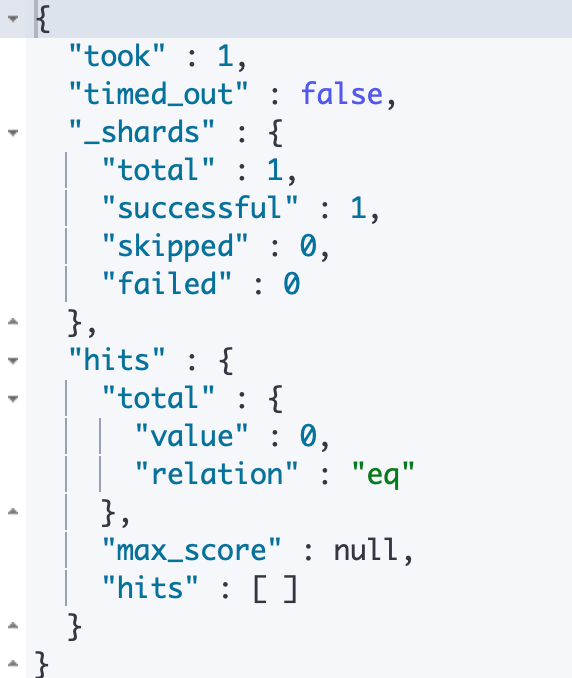 {
  "took" : 1,
  "timed_out" : false,
  "_shards" : {
    "total" : 1,
    "successful" : 1,
    "skipped" : 0,
    "failed" : 0
  },
  "hits" : {
    "total" : {
      "value" : 0,
      "relation" : "eq"
    },
    "max_score" : null,
    "hits" : [ ]
  }
}